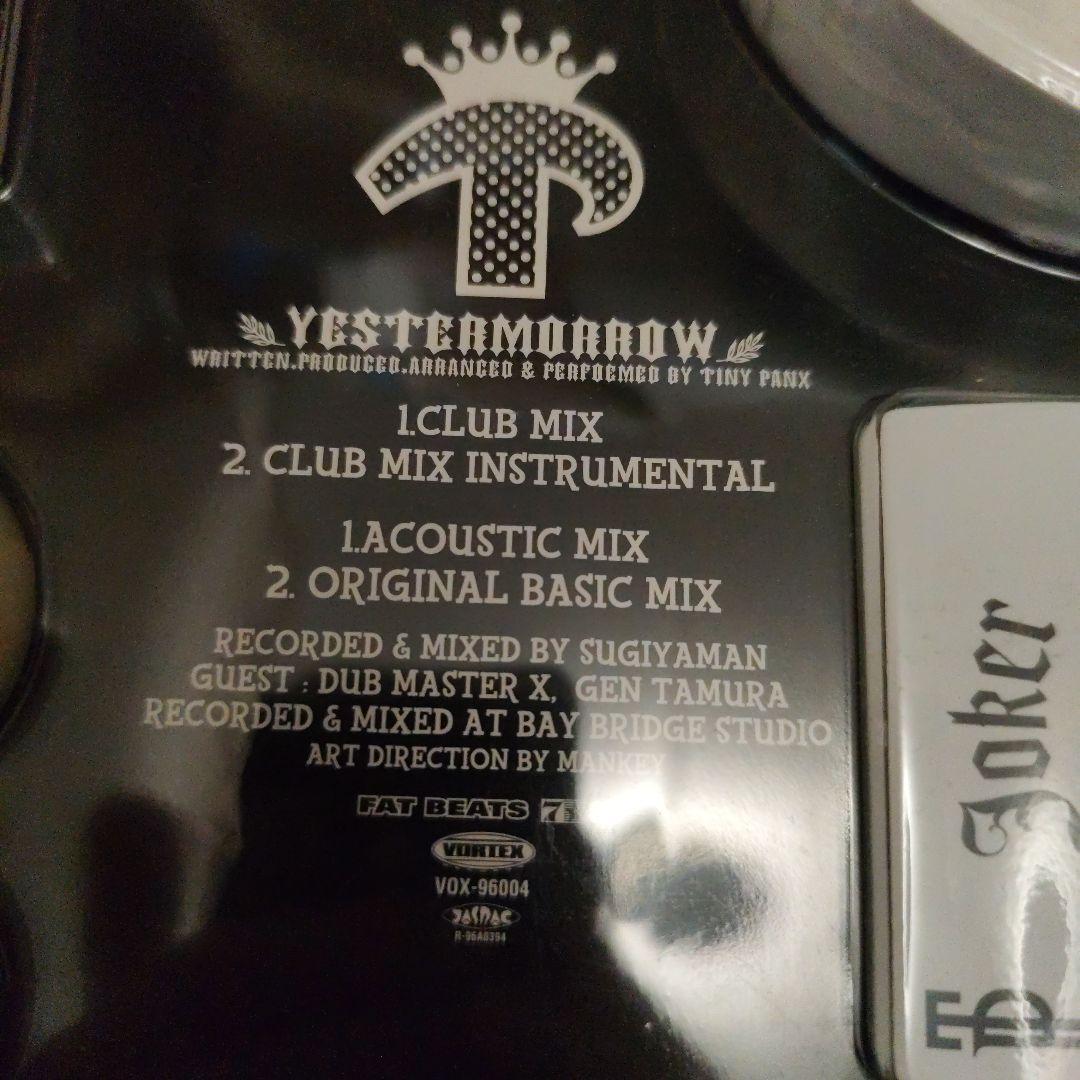 YESTERMORROW
WRITTEN.PRODUCED.ARRANGED & PERFOEMED BY TINY PANX
1.CLUB MIX
2. CLUB MIX INSTRUMENTAL
1.ACOUSTIC MIX
2. ORIGINAL BASIC MIX
RECORDED & MIXED BY SUGIYAMAN
GUEST : DUB MASTER X, GEN TAMURA
RECORDED & MIXED AT BAY BRIDGE STUDIO
ART DIRECTION BY MANKEY
FAT BEATS
VORTEX
VOX-96004
JASRAC
Joker